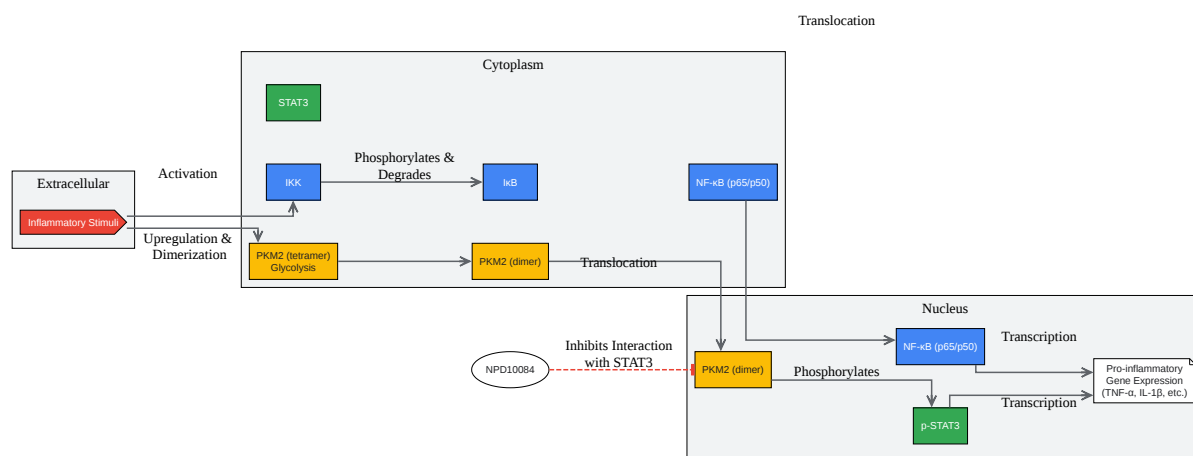 Translocation
Cytoplasm
STAT3
Phosphorylates &
Degrades
IKK
IκB
NF-κB (p65/p50)
Activation
Extracellular
Inflammatory Stimuli
Upregulation &
Dimerization
PKM2 (tetramer)
Glycolysis
PKM2 (dimer)
Translocation
Nucleus
Inhibits Interaction
with STAT3
NPD10084
PKM2 (dimer)
Phosphorylates
NF-κB (p65/p50)
Transcription
Pro-inflammatory
Gene Expression
(TNF-α, IL-1β, etc.)
Transcription
p-STAT3